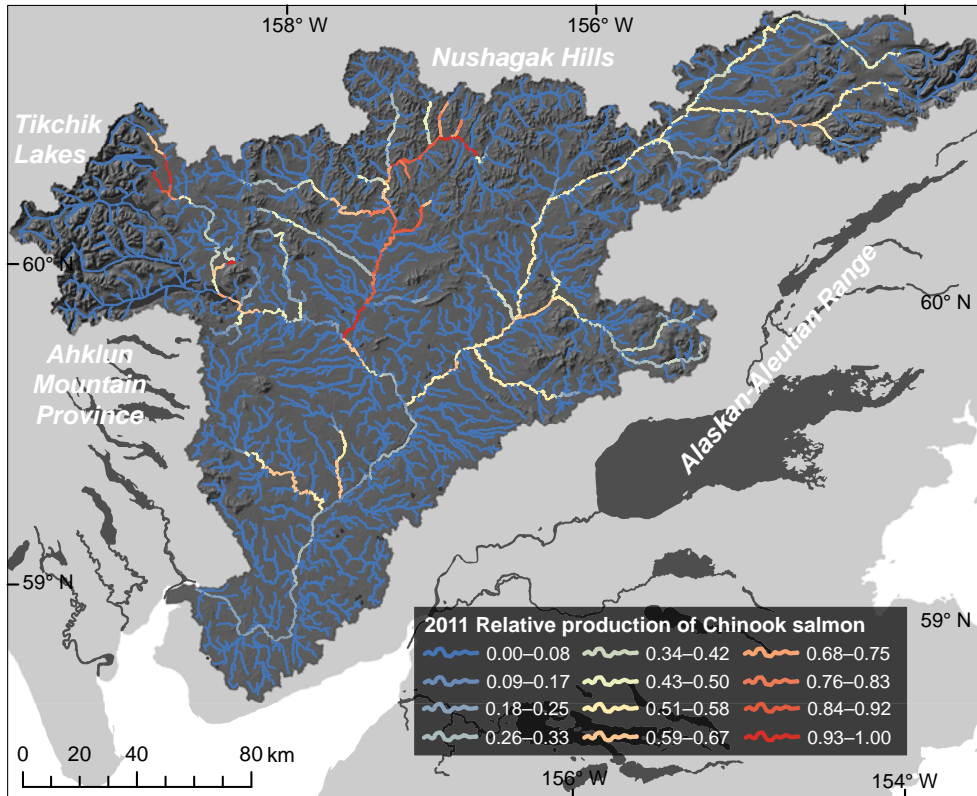 158° W
156° W
Nushagak Hills
Tikchik
Lakes
60° N
60° N
Alaskan-Aleutian Range
Ahklun
Mountain
Province
59° N
59° N
2011 Relative production of Chinook salmon
0.00–0.08
0.09–0.17
0.18–0.25
0.26–0.33
0.34–0.42
0.43–0.50
0.51–0.58
0.59–0.67
0.68–0.75
0.76–0.83
0.84–0.92
0.93–1.00
0 20 40 80 km
156° W
154° W